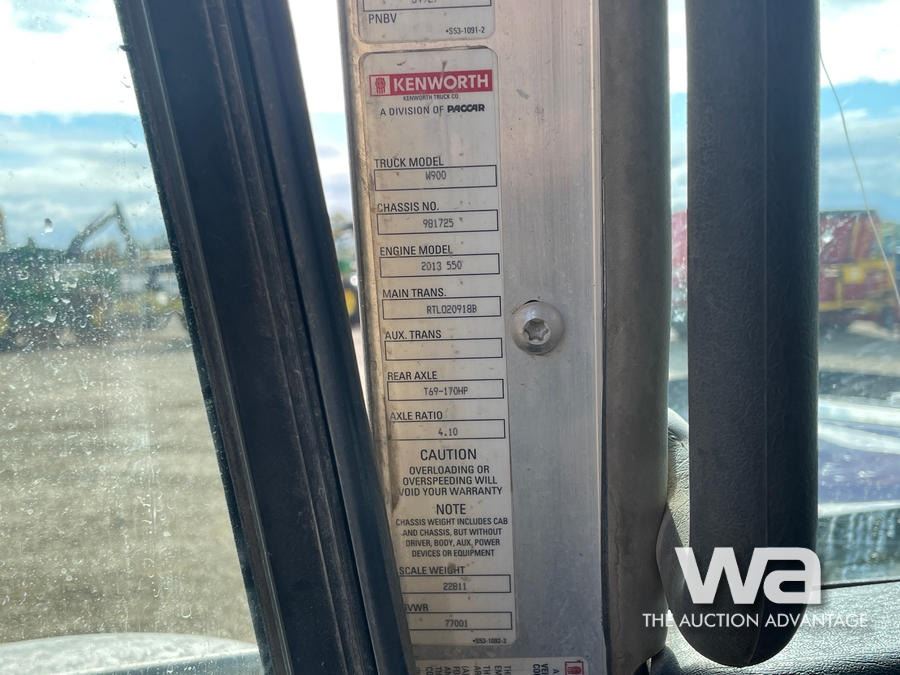 PNBV
*S53-1091-2
KENWORTH
KENWORTH TRUCK CO.
A DIVISION OF PACCAR
TRUCK MODEL
W900
CHASSIS NO.
981725
ENGINE MODEL
2013 550
MAIN TRANS.
RTLO20918B
AUX. TRANS
REAR AXLE
T69-170HP
AXLE RATIO
4.10
CAUTION
OVERLOADING OR
OVERSPEEDING WILL
VOID YOUR WARRANTY
NOTE
CHASSIS WEIGHT INCLUDES CAB
AND CHASSIS, BUT WITHOUT
DRIVER, BODY, AUX. POWER
DEVICES OR EQUIPMENT
SCALE WEIGHT
22811
GVWR
77001
*S53-1092-2
wa
THE AUCTION ADVANTAGE